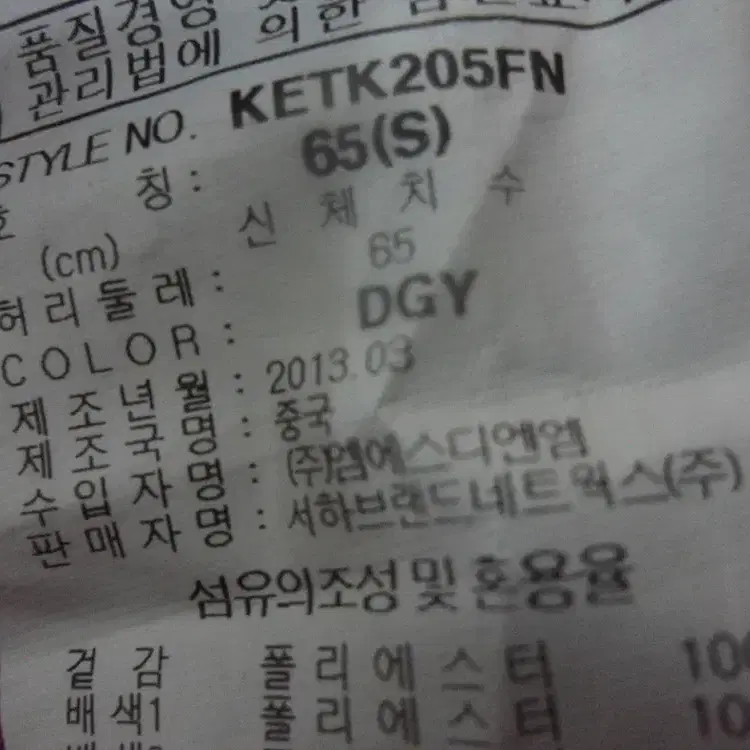 품질경영
관리법에 의한
STYLE NO. KETK205FN
칭: 65(S)
(cm) 신체치수
허리둘레: 65
COLOR: DGY
제조년월: 2013.03
제조국명: 중국
수입자명: (주)엠에스디앤엠
판매자명: 서하브랜드네트웍스(주)
섬유의조성 및 혼용율
겉감 폴리에스터
배색1 폴리에스터